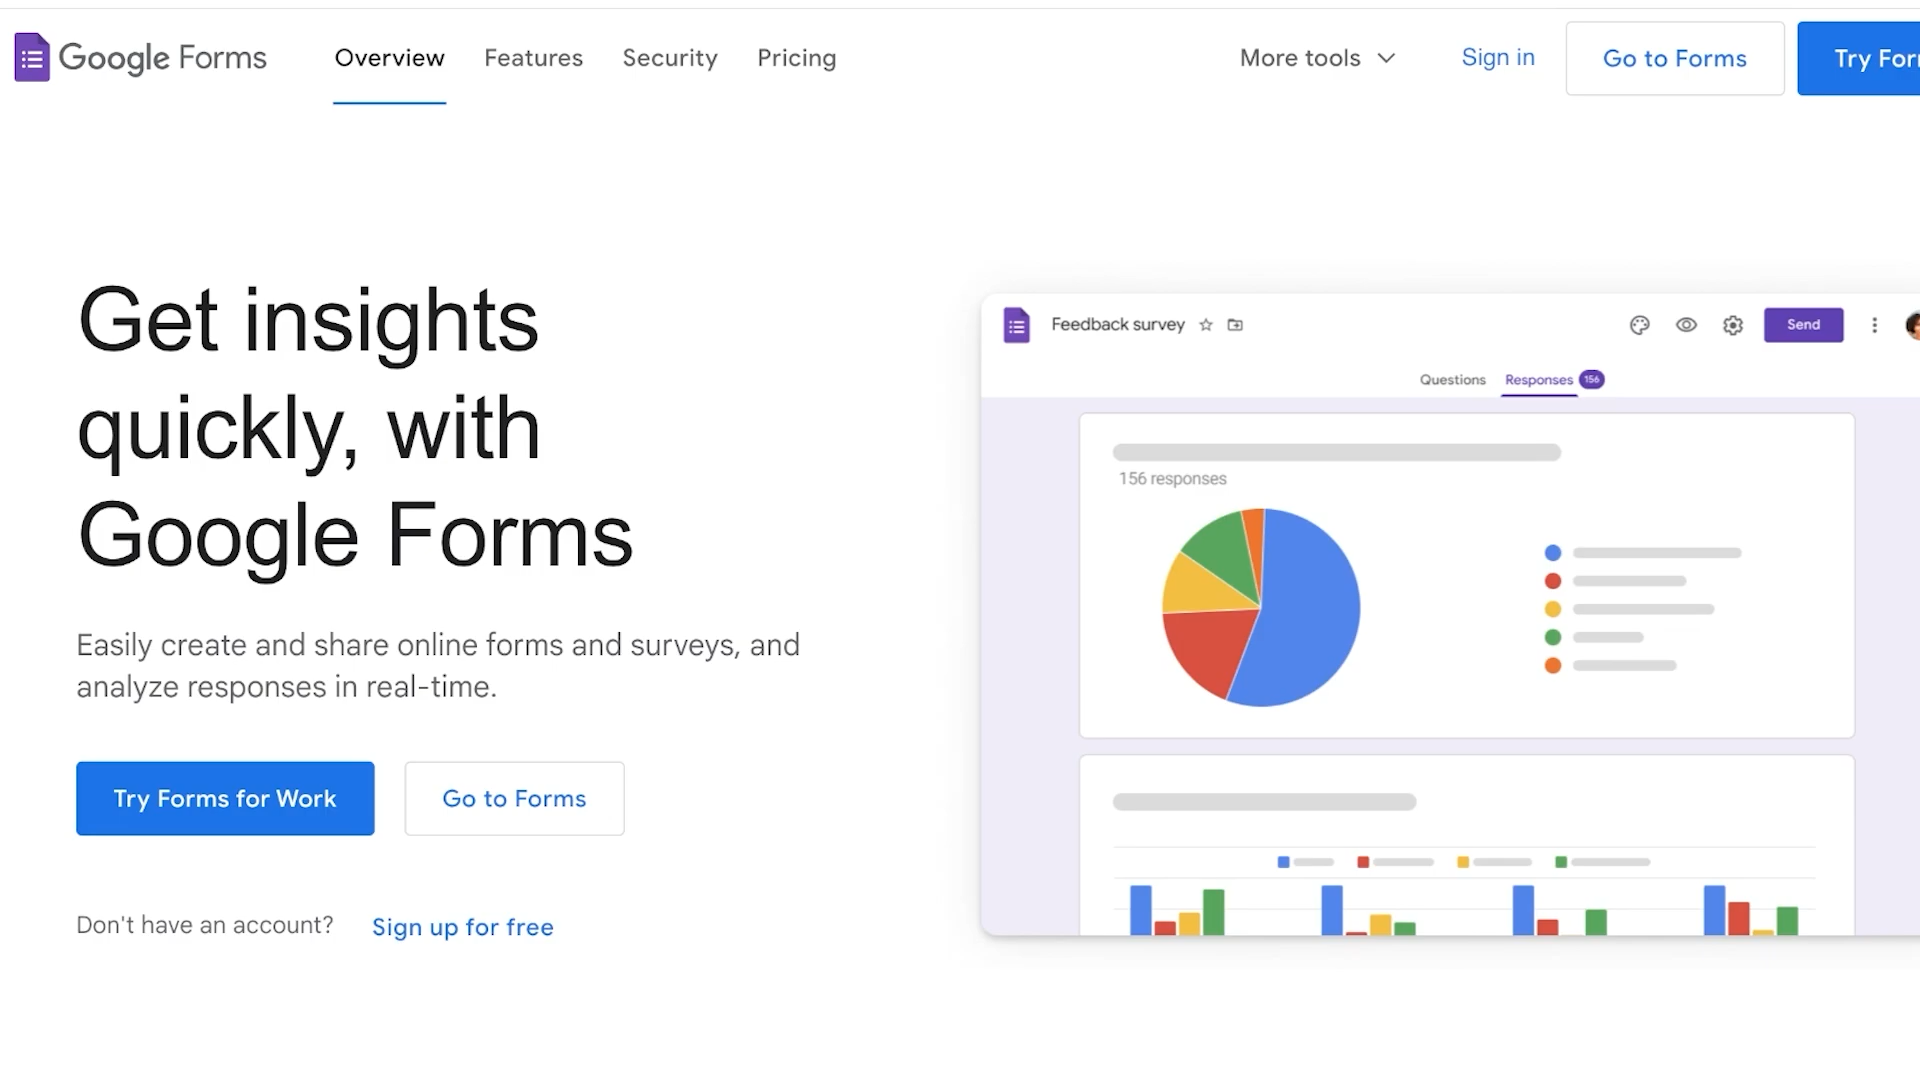 Google Forms
Overview
Features
Security
Pricing
More tools
Sign in
Go to Forms
Try
Get insights
quickly, with
Google Forms
Easily create and share online forms and surveys, and
analyze responses in real-time.
Try Forms for Work
Go to Forms
Don't have an account?
Sign up for free
Feedback survey
Send
Questions
Responses
156
156 responses